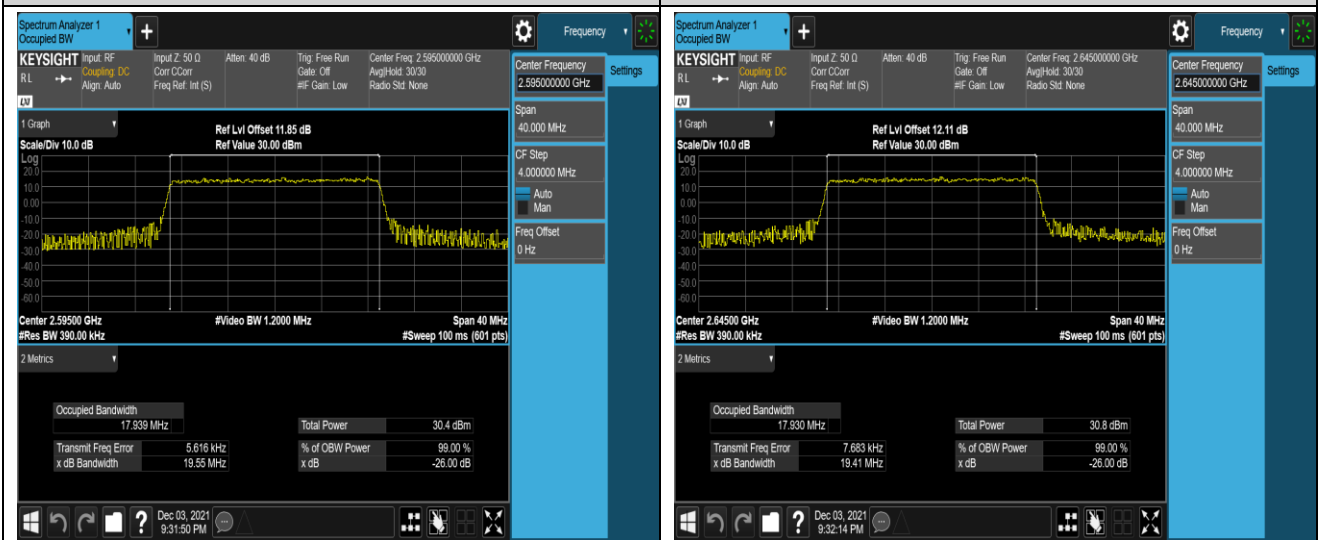 Spectrum Analyzer 1
Occupied BW
+
Frequency
KEYSIGHT
RL
LXI
Input: RF
Coupling: DC
Align: Auto
Input Z: 50 Ω
Corr CCorr
Freq Ref: Int (S)
Atten: 40 dB
Trig: Free Run
Gate: Off
#IF Gain: Low
Center Freq: 2.595000000 GHz
Avg|Hold: 30/30
Radio Std: None
Center Frequency
2.595000000 GHz
Settings
Span
40.000 MHz
CF Step
4.000000 MHz
Auto
Man
Freq Offset
0 Hz
1 Graph
Scale/Div 10.0 dB
Ref Lvl Offset 11.85 dB
Ref Value 30.00 dBm
Log
20.0
10.0
0.00
-10.0
-20.0
-30.0
-40.0
-50.0
-60.0
Center 2.59500 GHz
#Res BW 390.00 kHz
#Video BW 1.2000 MHz
Span 40 MHz
#Sweep 100 ms (601 pts)
2 Metrics
Occupied Bandwidth
17.939 MHz
Transmit Freq Error 5.616 kHz
x dB Bandwidth 19.55 MHz
Total Power 30.4 dBm
% of OBW Power 99.00 %
x dB -26.00 dB
?
Dec 03, 2021
9:31:50 PM
Spectrum Analyzer 1
Occupied BW
+
Frequency
KEYSIGHT
RL
LXI
Input: RF
Coupling: DC
Align: Auto
Input Z: 50 Ω
Corr CCorr
Freq Ref: Int (S)
Atten: 40 dB
Trig: Free Run
Gate: Off
#IF Gain: Low
Center Freq: 2.645000000 GHz
Avg|Hold: 30/30
Radio Std: None
Center Frequency
2.645000000 GHz
Settings
Span
40.000 MHz
CF Step
4.000000 MHz
Auto
Man
Freq Offset
0 Hz
1 Graph
Scale/Div 10.0 dB
Ref Lvl Offset 12.11 dB
Ref Value 30.00 dBm
Log
20.0
10.0
0.00
-10.0
-20.0
-30.0
-40.0
-50.0
-60.0
Center 2.64500 GHz
#Res BW 390.00 kHz
#Video BW 1.2000 MHz
Span 40 MHz
#Sweep 100 ms (601 pts)
2 Metrics
Occupied Bandwidth
17.930 MHz
Transmit Freq Error 7.683 kHz
x dB Bandwidth 19.41 MHz
Total Power 30.8 dBm
% of OBW Power 99.00 %
x dB -26.00 dB
?
Dec 03, 2021
9:32:14 PM